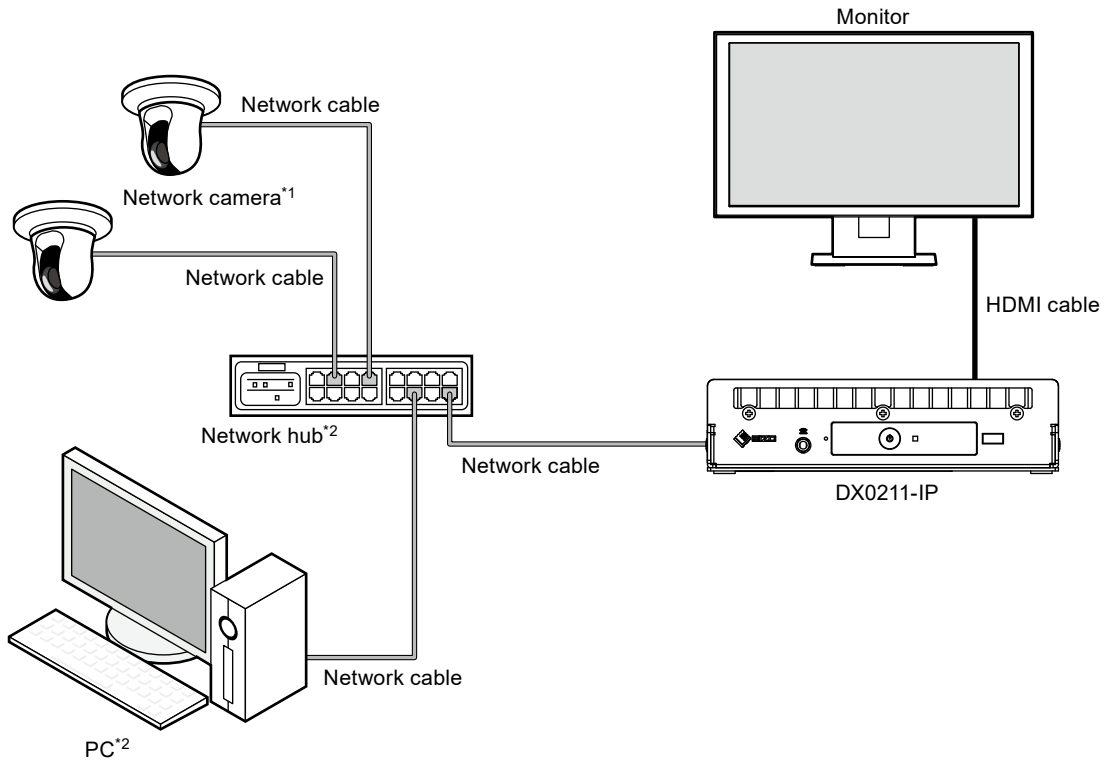 Monitor
Network cable
Network camera*1
Network cable
HDMI cable
Network hub*2
Network cable
DX0211-IP
Network cable
PC*2